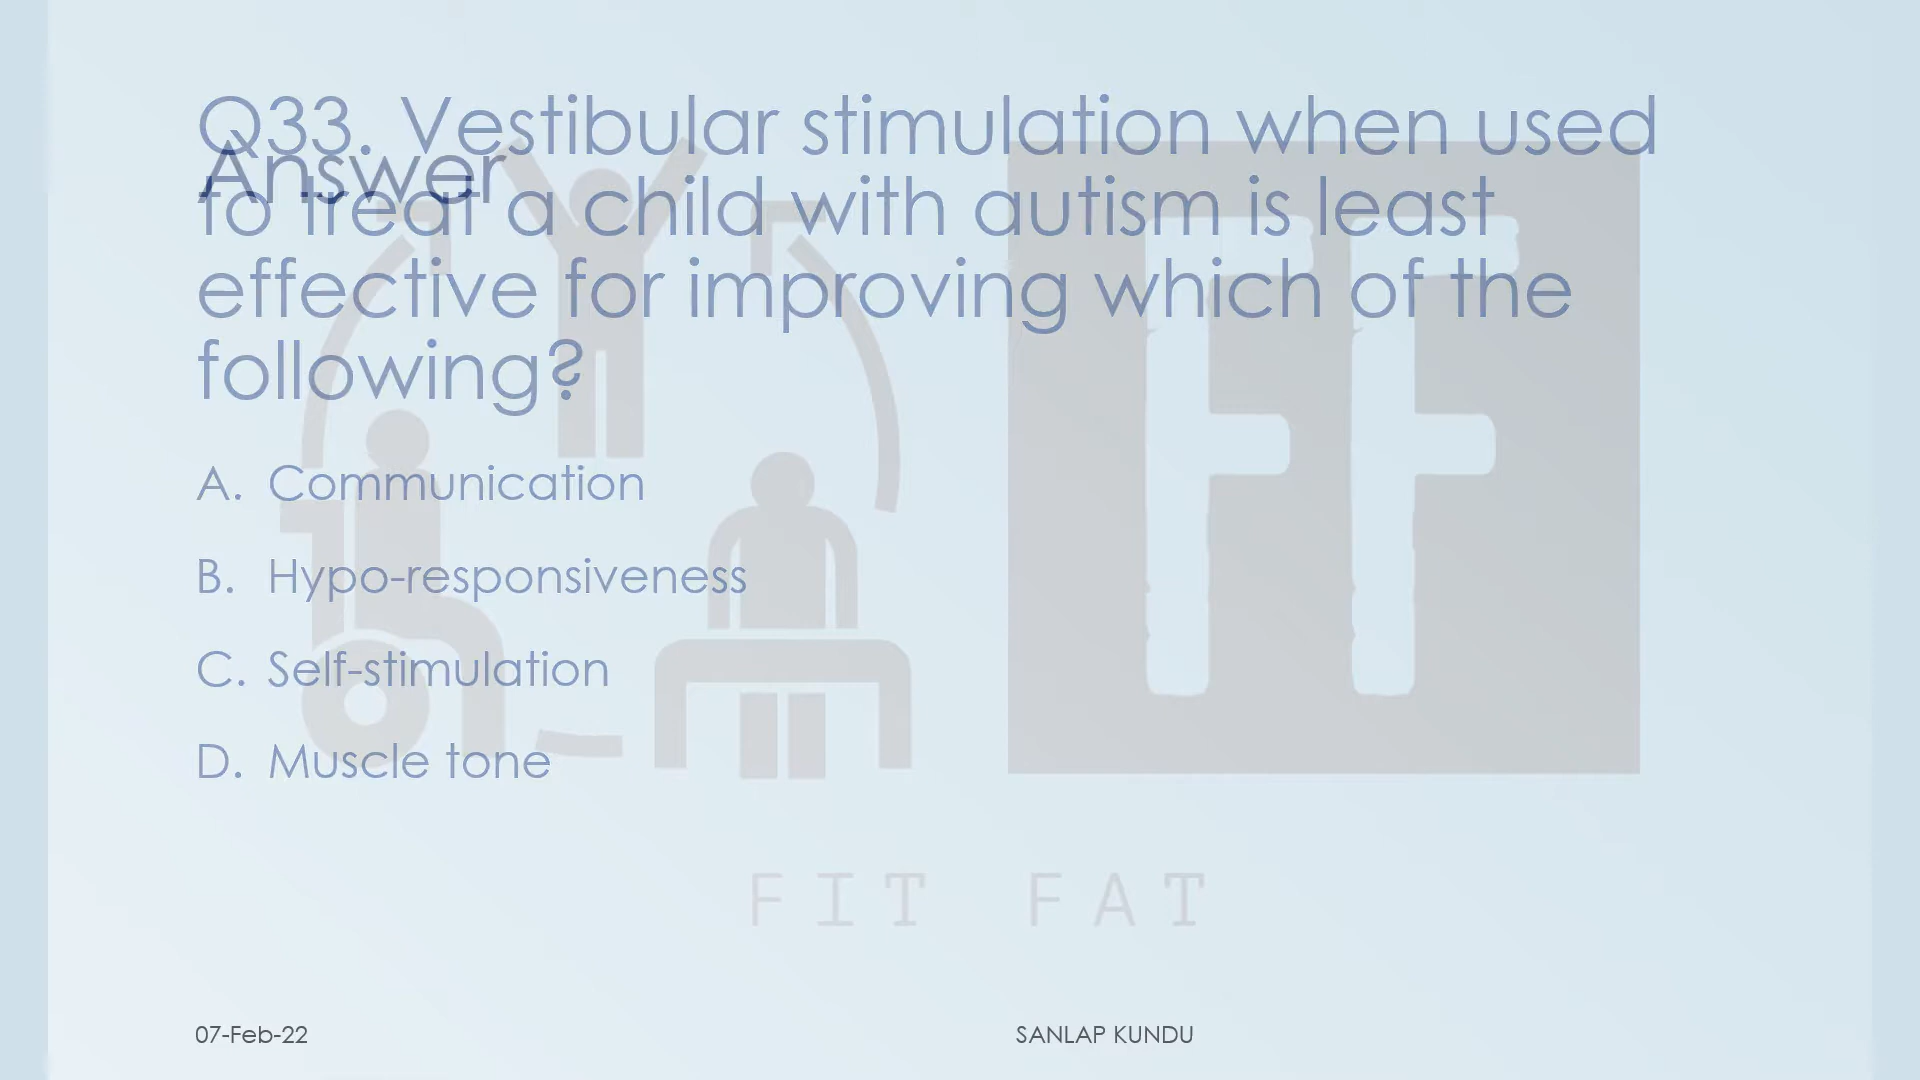 Q33. Vestibular stimulation when used
Answer
to treat a child with autism is least
effective for improving which of the
following?
A. Communication
B. Hypo-responsiveness
C. Self-stimulation
D. Muscle tone
FF
FIT FAT
07-Feb-22
SANLAP KUNDU